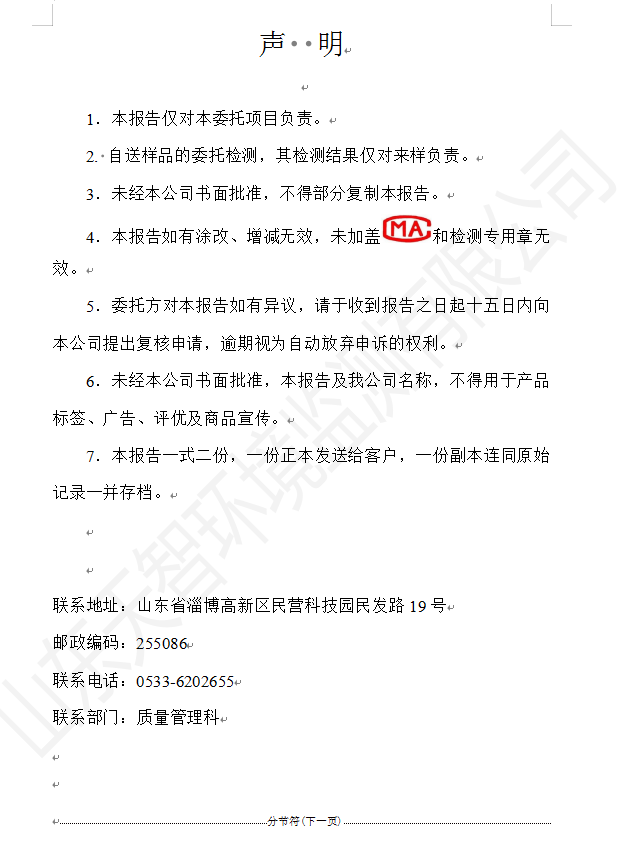 声 明
1．本报告仅对本委托项目负责。
2. 自送样品的委托检测，其检测结果仅对来样负责。
3．未经本公司书面批准，不得部分复制本报告。
4．本报告如有涂改、增减无效，未加盖MA和检测专用章无
效。
5．委托方对本报告如有异议，请于收到报告之日起十五日内向
本公司提出复核申请，逾期视为自动放弃申诉的权利。
6．未经本公司书面批准，本报告及我公司名称，不得用于产品
标签、广告、评优及商品宣传。
7．本报告一式二份，一份正本发送给客户，一份副本连同原始
记录一并存档。
联系地址：山东省淄博高新区民营科技园民发路 19 号
邮政编码：255086
联系电话：0533-6202655
联系部门：质量管理科
分节符(下一页)
山东天智环境监测有限公司